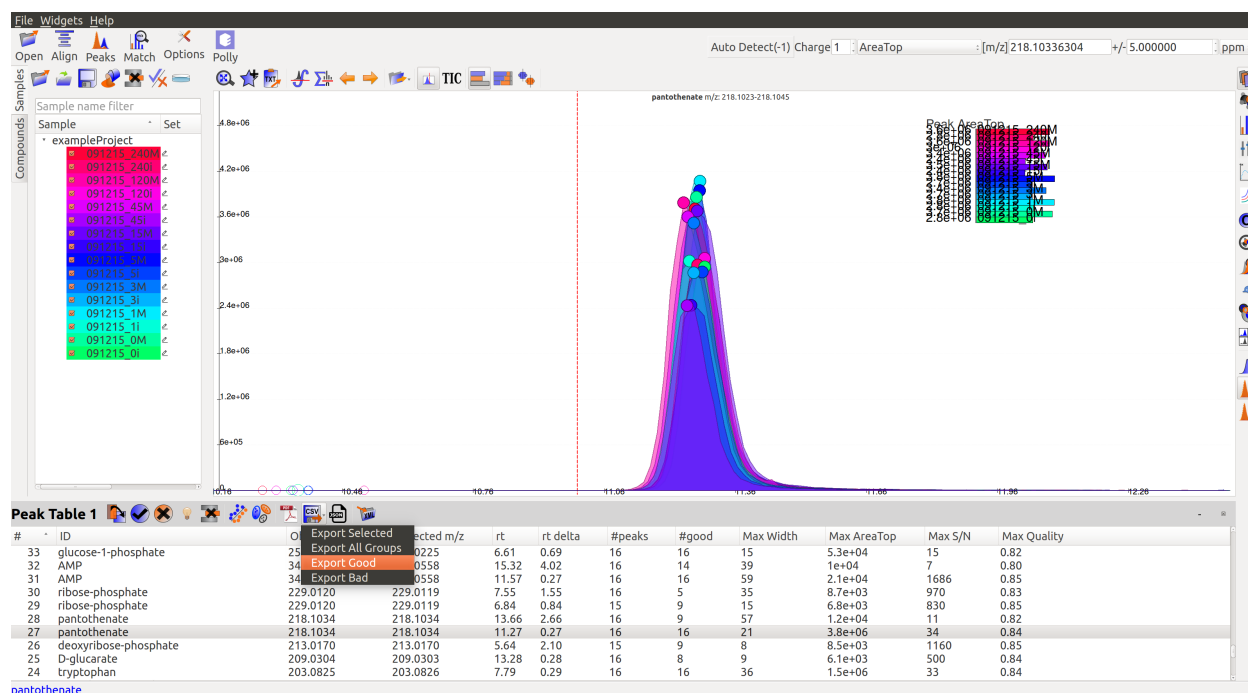 File Widgets Help
Open Align Peaks Match Options Polly
Auto Detect(-1) Charge 1 AreaTop [m/z] 218.10336304 +/- 5.000000 ppm
TIC
Samples
Compounds
Sample name filter
Sample Set
exampleProject
091215_240M
091215_240i
091215_120M
091215_120i
091215_45M
091215_45i
091215_15M
091215_15i
091215_5M
091215_5i
091215_3M
091215_3i
091215_1M
091215_1i
091215_0M
091215_0i
pantothenate m/z: 218.1023-218.1045
Peak AreaTop
2.8e+06 091215_0i
4.8e+06
4.2e+06
3.6e+06
3e+06
2.4e+06
1.8e+06
1.2e+06
6e+05
0
10.16 10.46 10.76 11.06 11.36 11.66 11.96 12.26
Peak Table 1 PDF CSV JSON XML
Export Selected
Export All Groups
Export Good
Export Bad
# ID m/z rt rt delta #peaks #good Max Width Max AreaTop Max S/N Max Quality
33 glucose-1-phosphate 6.61 0.69 16 16 15 5.3e+04 15 0.82
32 AMP 15.32 4.02 16 14 39 1e+04 7 0.80
31 AMP 11.57 0.27 16 16 59 2.1e+04 1686 0.85
30 ribose-phosphate 229.0120 229.0119 7.55 1.55 16 5 35 8.7e+03 970 0.83
29 ribose-phosphate 229.0120 229.0119 6.84 0.84 15 9 15 6.8e+03 830 0.85
28 pantothenate 218.1034 218.1034 13.66 2.66 16 9 57 1.2e+04 11 0.82
27 pantothenate 218.1034 218.1034 11.27 0.27 16 16 21 3.8e+06 34 0.84
26 deoxyribose-phosphate 213.0170 213.0170 5.64 2.10 15 9 8 8.5e+03 1160 0.85
25 D-glucarate 209.0304 209.0303 13.28 0.28 16 8 9 6.1e+03 500 0.84
24 tryptophan 203.0825 203.0826 7.79 0.29 16 16 36 1.5e+06 33 0.84
pantothenate